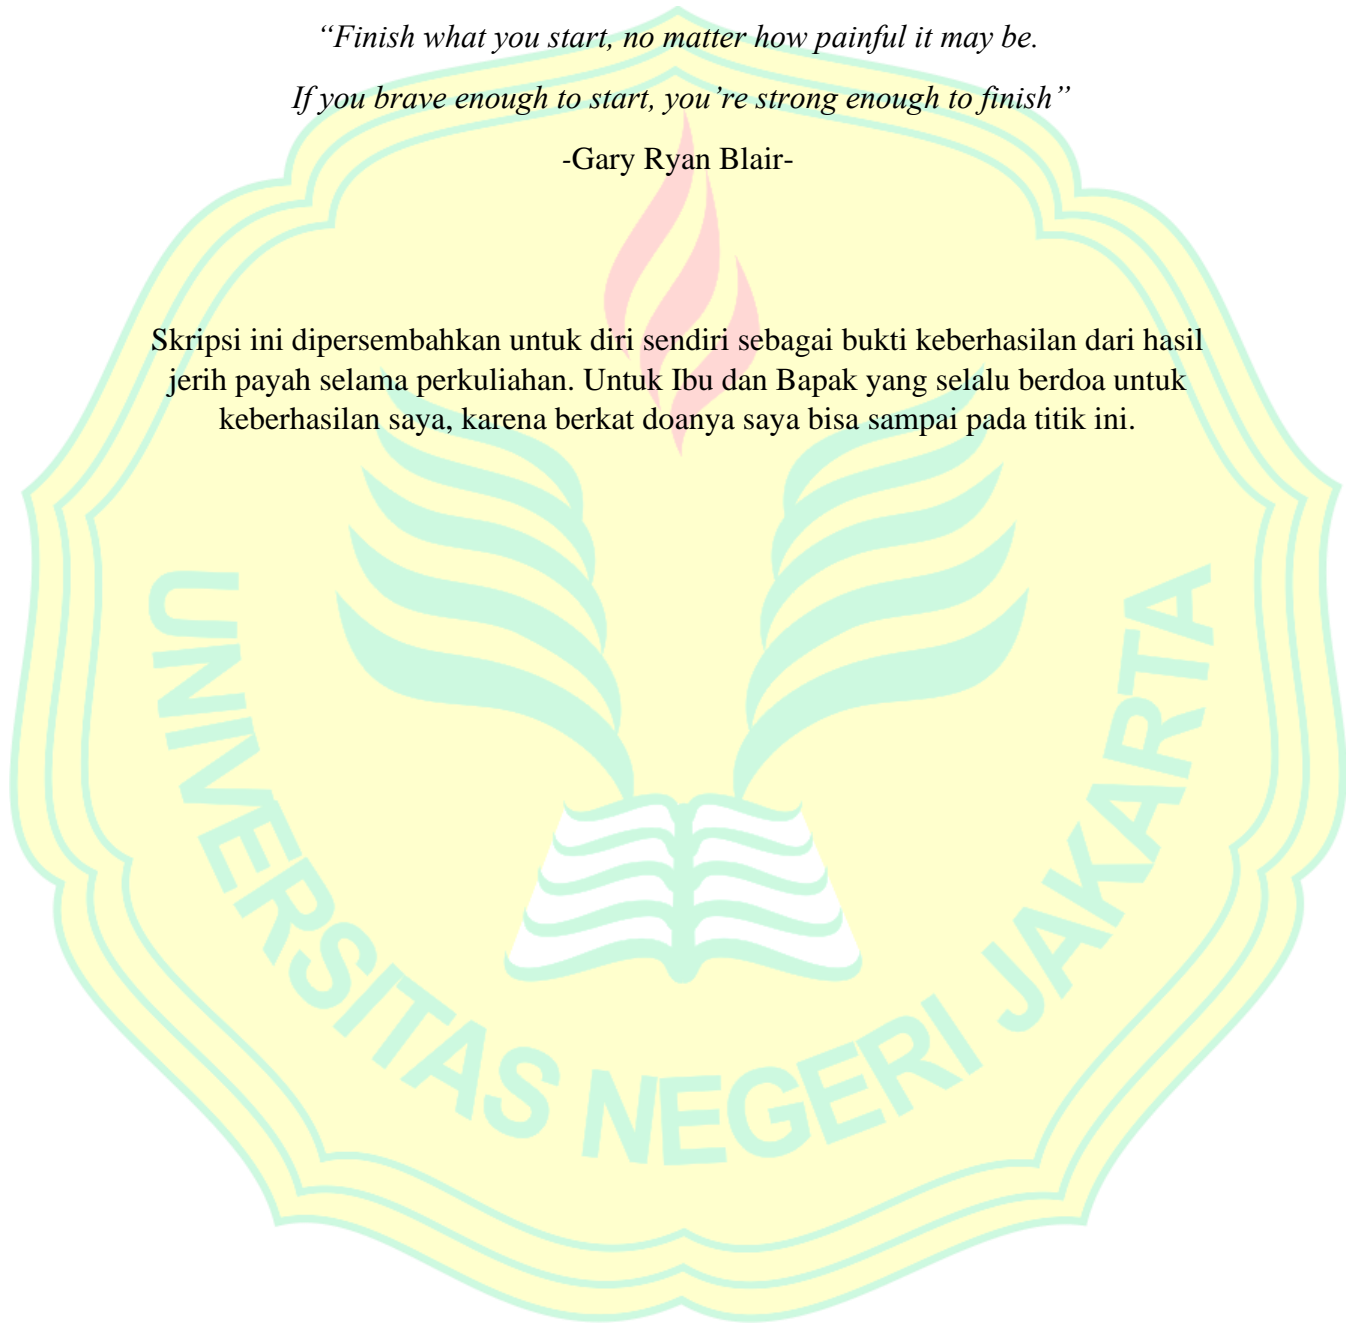 “Finish what you start, no matter how painful it may be.
If you brave enough to start, you’re strong enough to finish”
-Gary Ryan Blair-
Skripsi ini dipersembahkan untuk diri sendiri sebagai bukti keberhasilan dari hasil
jerih payah selama perkuliahan. Untuk Ibu dan Bapak yang selalu berdoa untuk
keberhasilan saya, karena berkat doanya saya bisa sampai pada titik ini.
UNIVERSITAS NEGERI JAKARTA